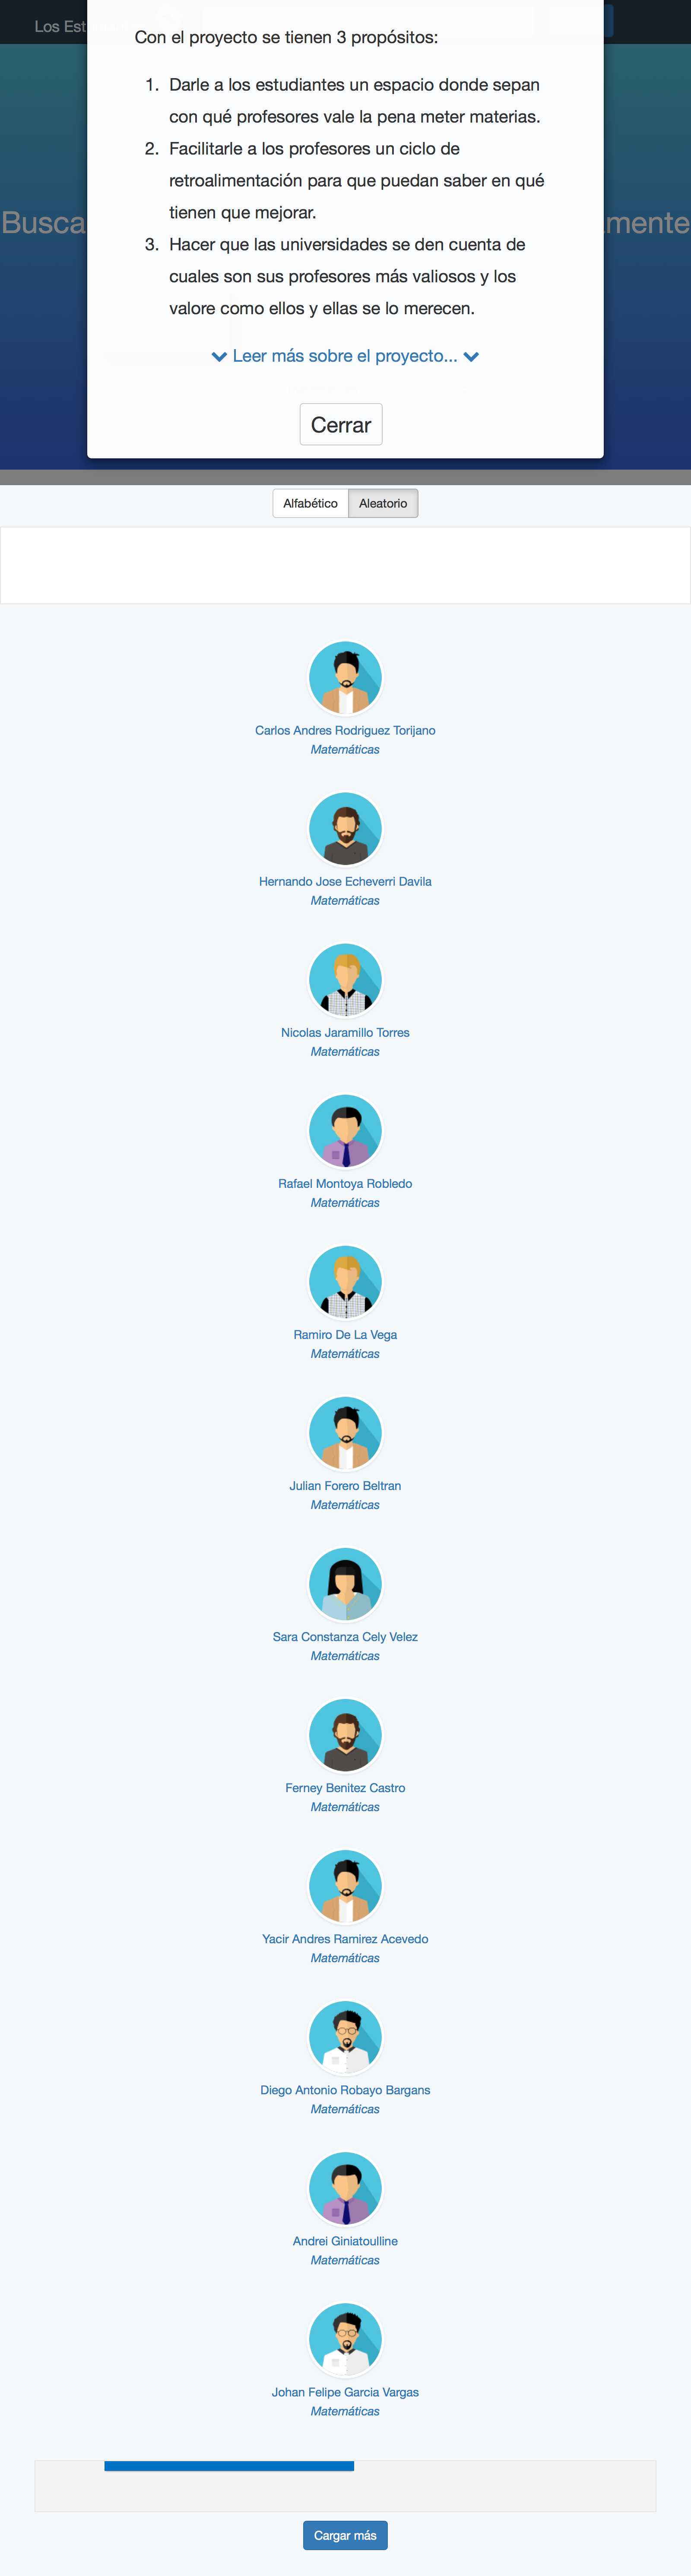 Los Est
Con el proyecto se tienen 3 propósitos:
1. Darle a los estudiantes un espacio donde sepan
con qué profesores vale la pena meter materias.
2. Facilitarle a los profesores un ciclo de
retroalimentación para que puedan saber en qué
tienen que mejorar.
3. Hacer que las universidades se den cuenta de
cuales son sus profesores más valiosos y los
valore como ellos y ellas se lo merecen.
Busca
mente
Leer más sobre el proyecto...
Cerrar
Alfabético Aleatorio
Carlos Andres Rodriguez Torijano
Matemáticas
Hernando Jose Echeverri Davila
Matemáticas
Nicolas Jaramillo Torres
Matemáticas
Rafael Montoya Robledo
Matemáticas
Ramiro De La Vega
Matemáticas
Julian Forero Beltran
Matemáticas
Sara Constanza Cely Velez
Matemáticas
Ferney Benitez Castro
Matemáticas
Yacir Andres Ramirez Acevedo
Matemáticas
Diego Antonio Robayo Bargans
Matemáticas
Andrei Giniatoulline
Matemáticas
Johan Felipe Garcia Vargas
Matemáticas
Cargar más